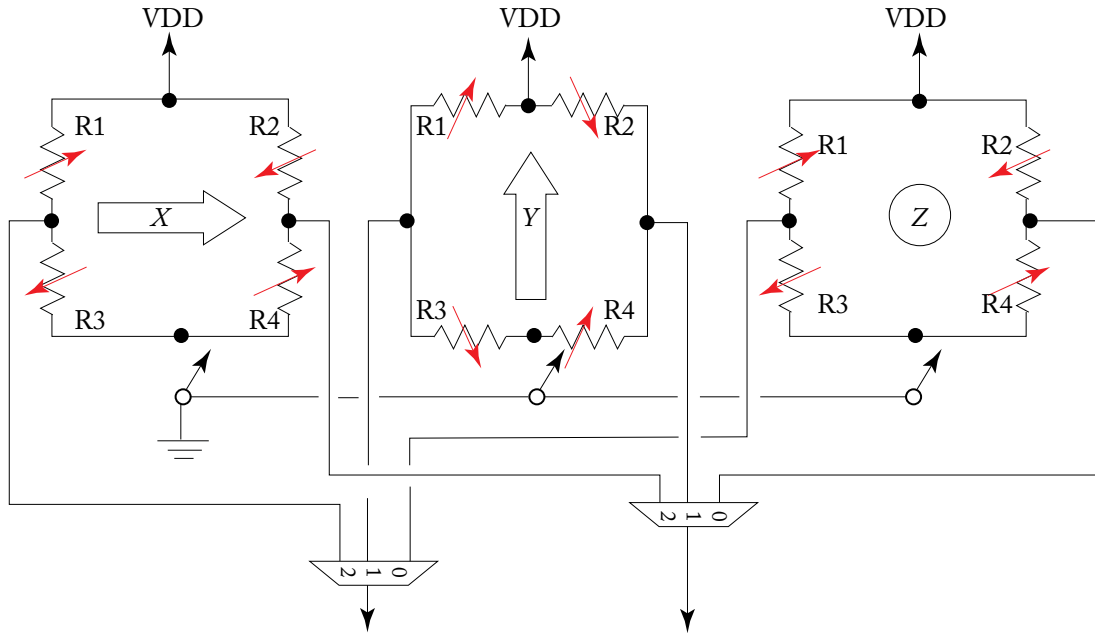 VDD VDD VDD
R1 R2 R1 R2 R1 R2
X Y Z
R3 R4 R3 R4 R3 R4
2 1 0
2 1 0